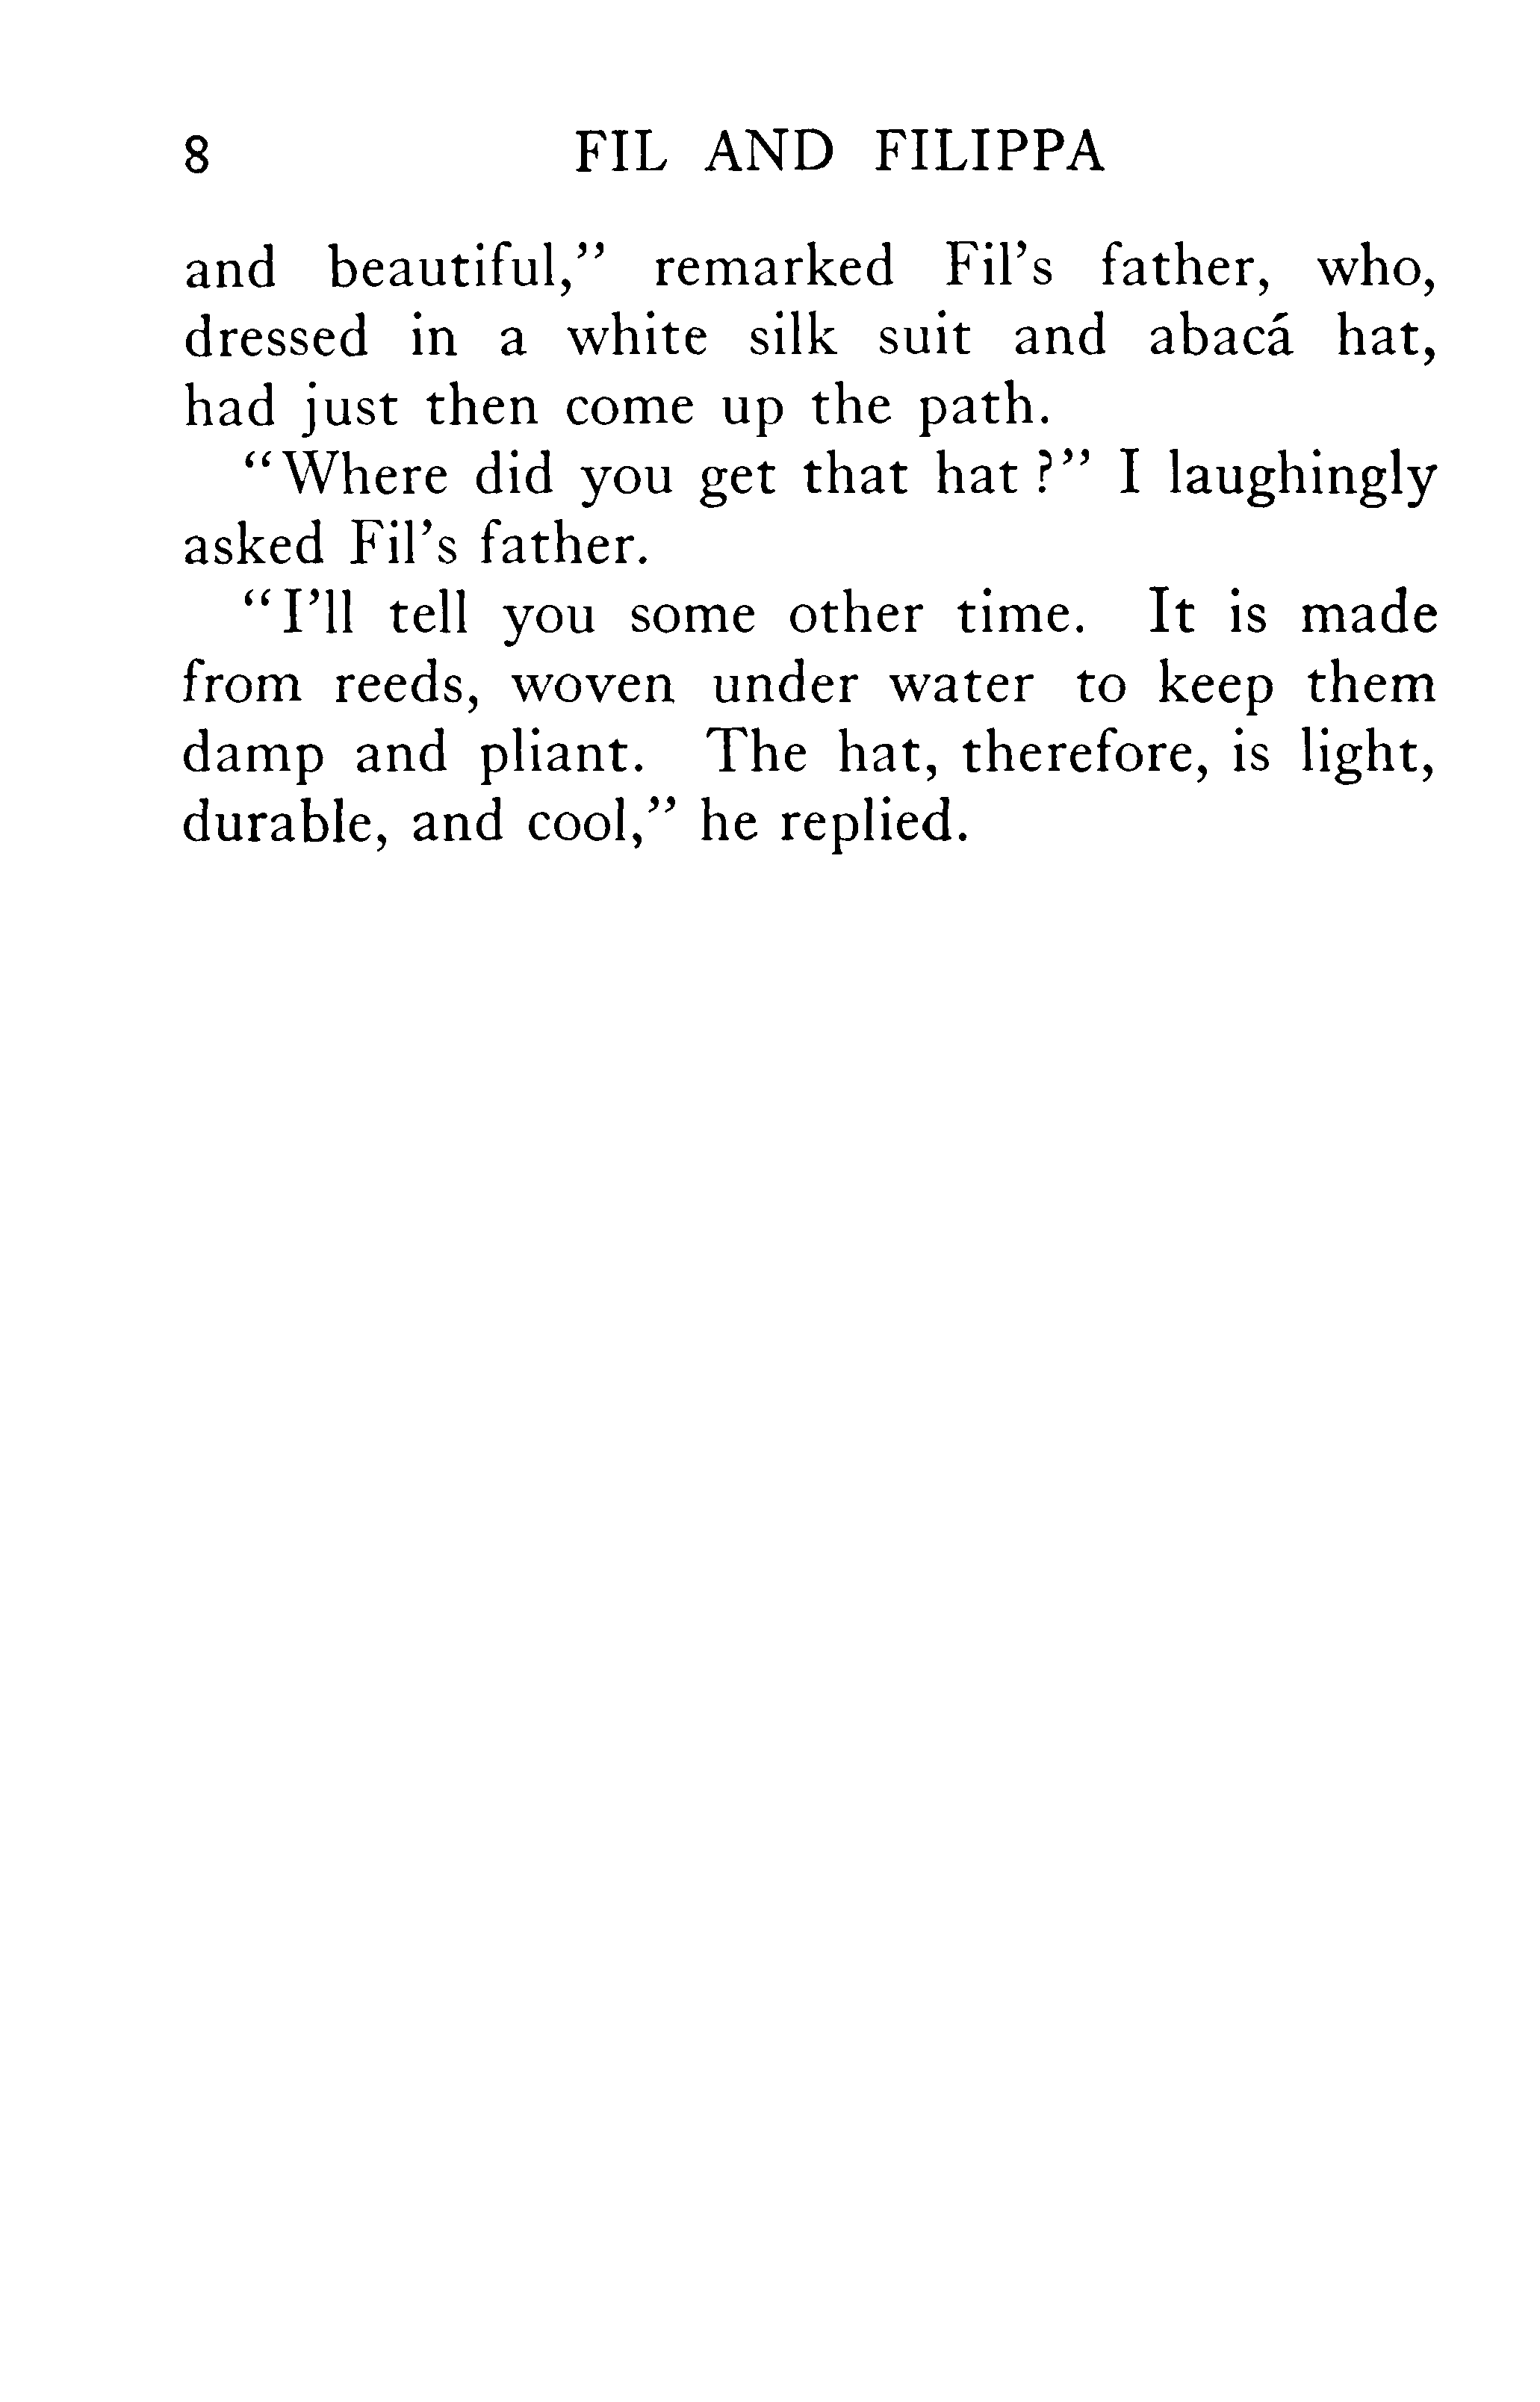 8 FIL AND FILIPPA
and beautiful,” remarked Fil’s father, who,
dressed in a white silk suit and abacá hat,
had just then come up the path.
“Where did you get that hat?” I laughingly
asked Fil’s father.
“I’ll tell you some other time. It is made
from reeds, woven under water to keep them
damp and pliant. The hat, therefore, is light,
durable, and cool,” he replied.